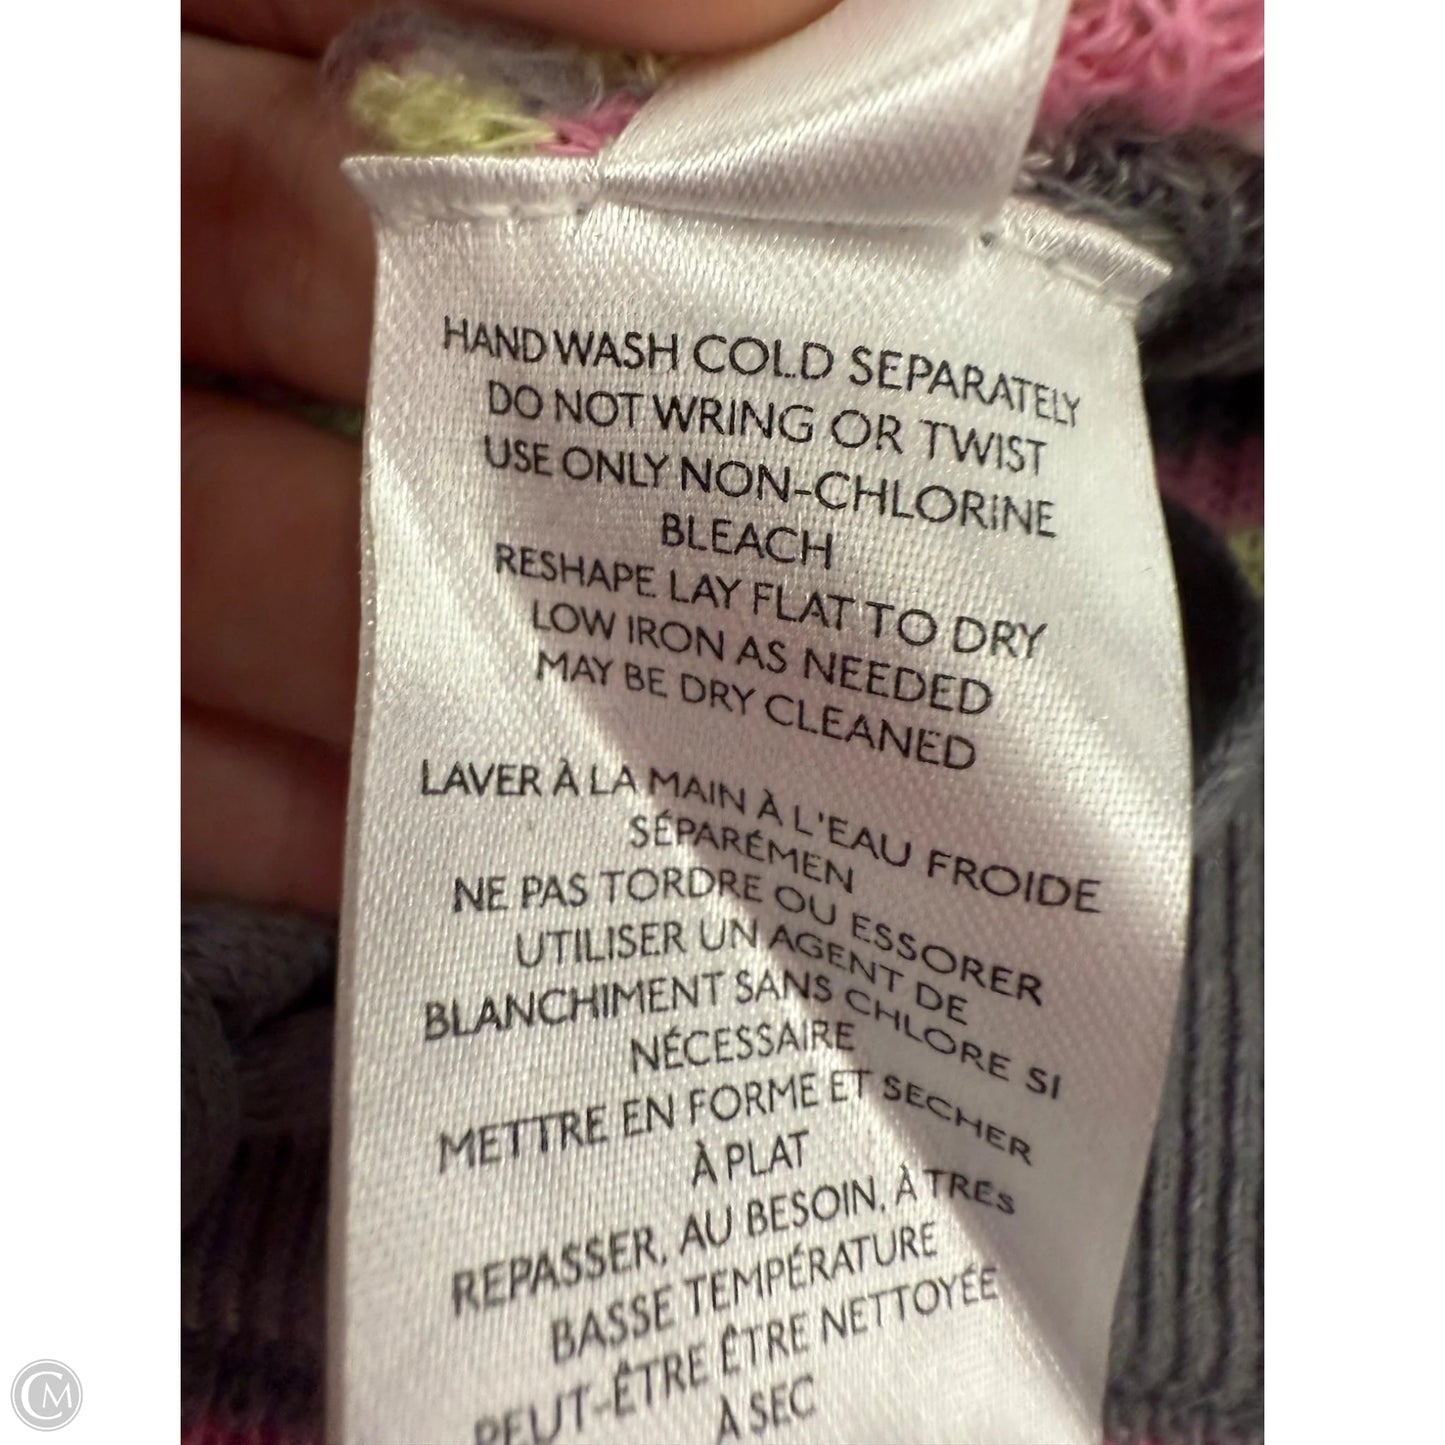 HAND WASH COLD SEPARATELY
DO NOT WRING OR TWIST
USE ONLY NON-CHLORINE
BLEACH
RESHAPE LAY FLAT TO DRY
LOW IRON AS NEEDED
MAY BE DRY CLEANED
LAVER À LA MAIN À L'EAU FROIDE
SÉPARÉMEN
NE PAS TORDRE OU ESSORER
UTILISER UN AGENT DE
BLANCHIMENT SANS CHLORE SI
NÉCESSAIRE
METTRE EN FORME ET SECHER
À PLAT
REPASSER, AU BESOIN, À TRES
BASSE TEMPÉRATURE
PEUT-ÊTRE ÊTRE NETTOYÉE
À SEC
CM